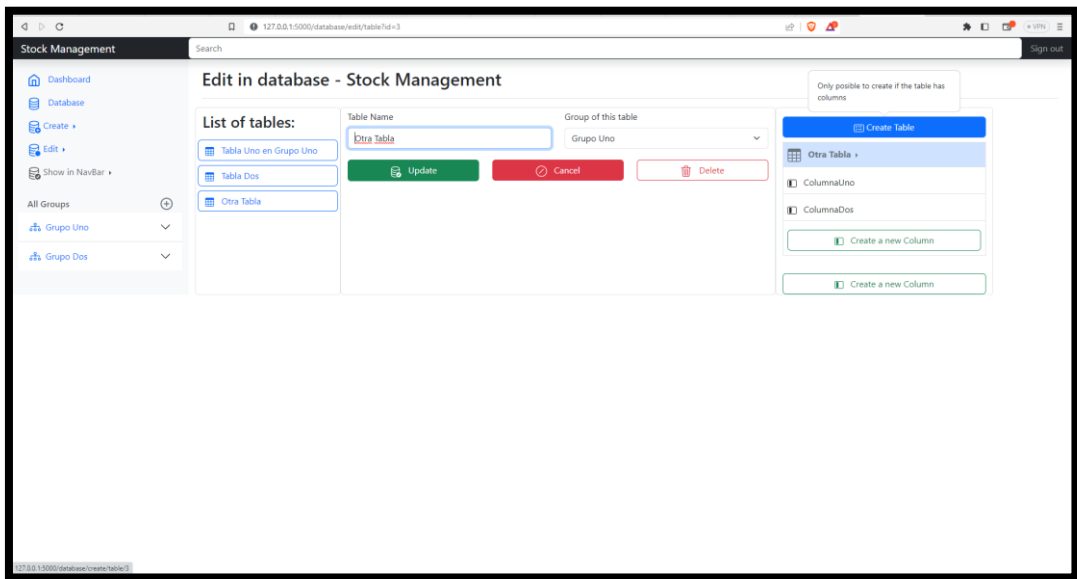 127.0.0.1:5000/database/edit/table?id=3
VPN
Stock Management
Search
Sign out
Dashboard
Database
Create
Edit
Show in NavBar
All Groups
Grupo Uno
Grupo Dos
Edit in database - Stock Management
List of tables:
Tabla Uno en Grupo Uno
Tabla Dos
Otra Tabla
Table Name
Otra Tabla
Group of this table
Grupo Uno
Update
Cancel
Delete
Only posible to create if the table has
columns
Create Table
Otra Tabla
ColumnaUno
ColumnaDos
Create a new Column
Create a new Column
127.0.0.1:5000/database/create/table/3